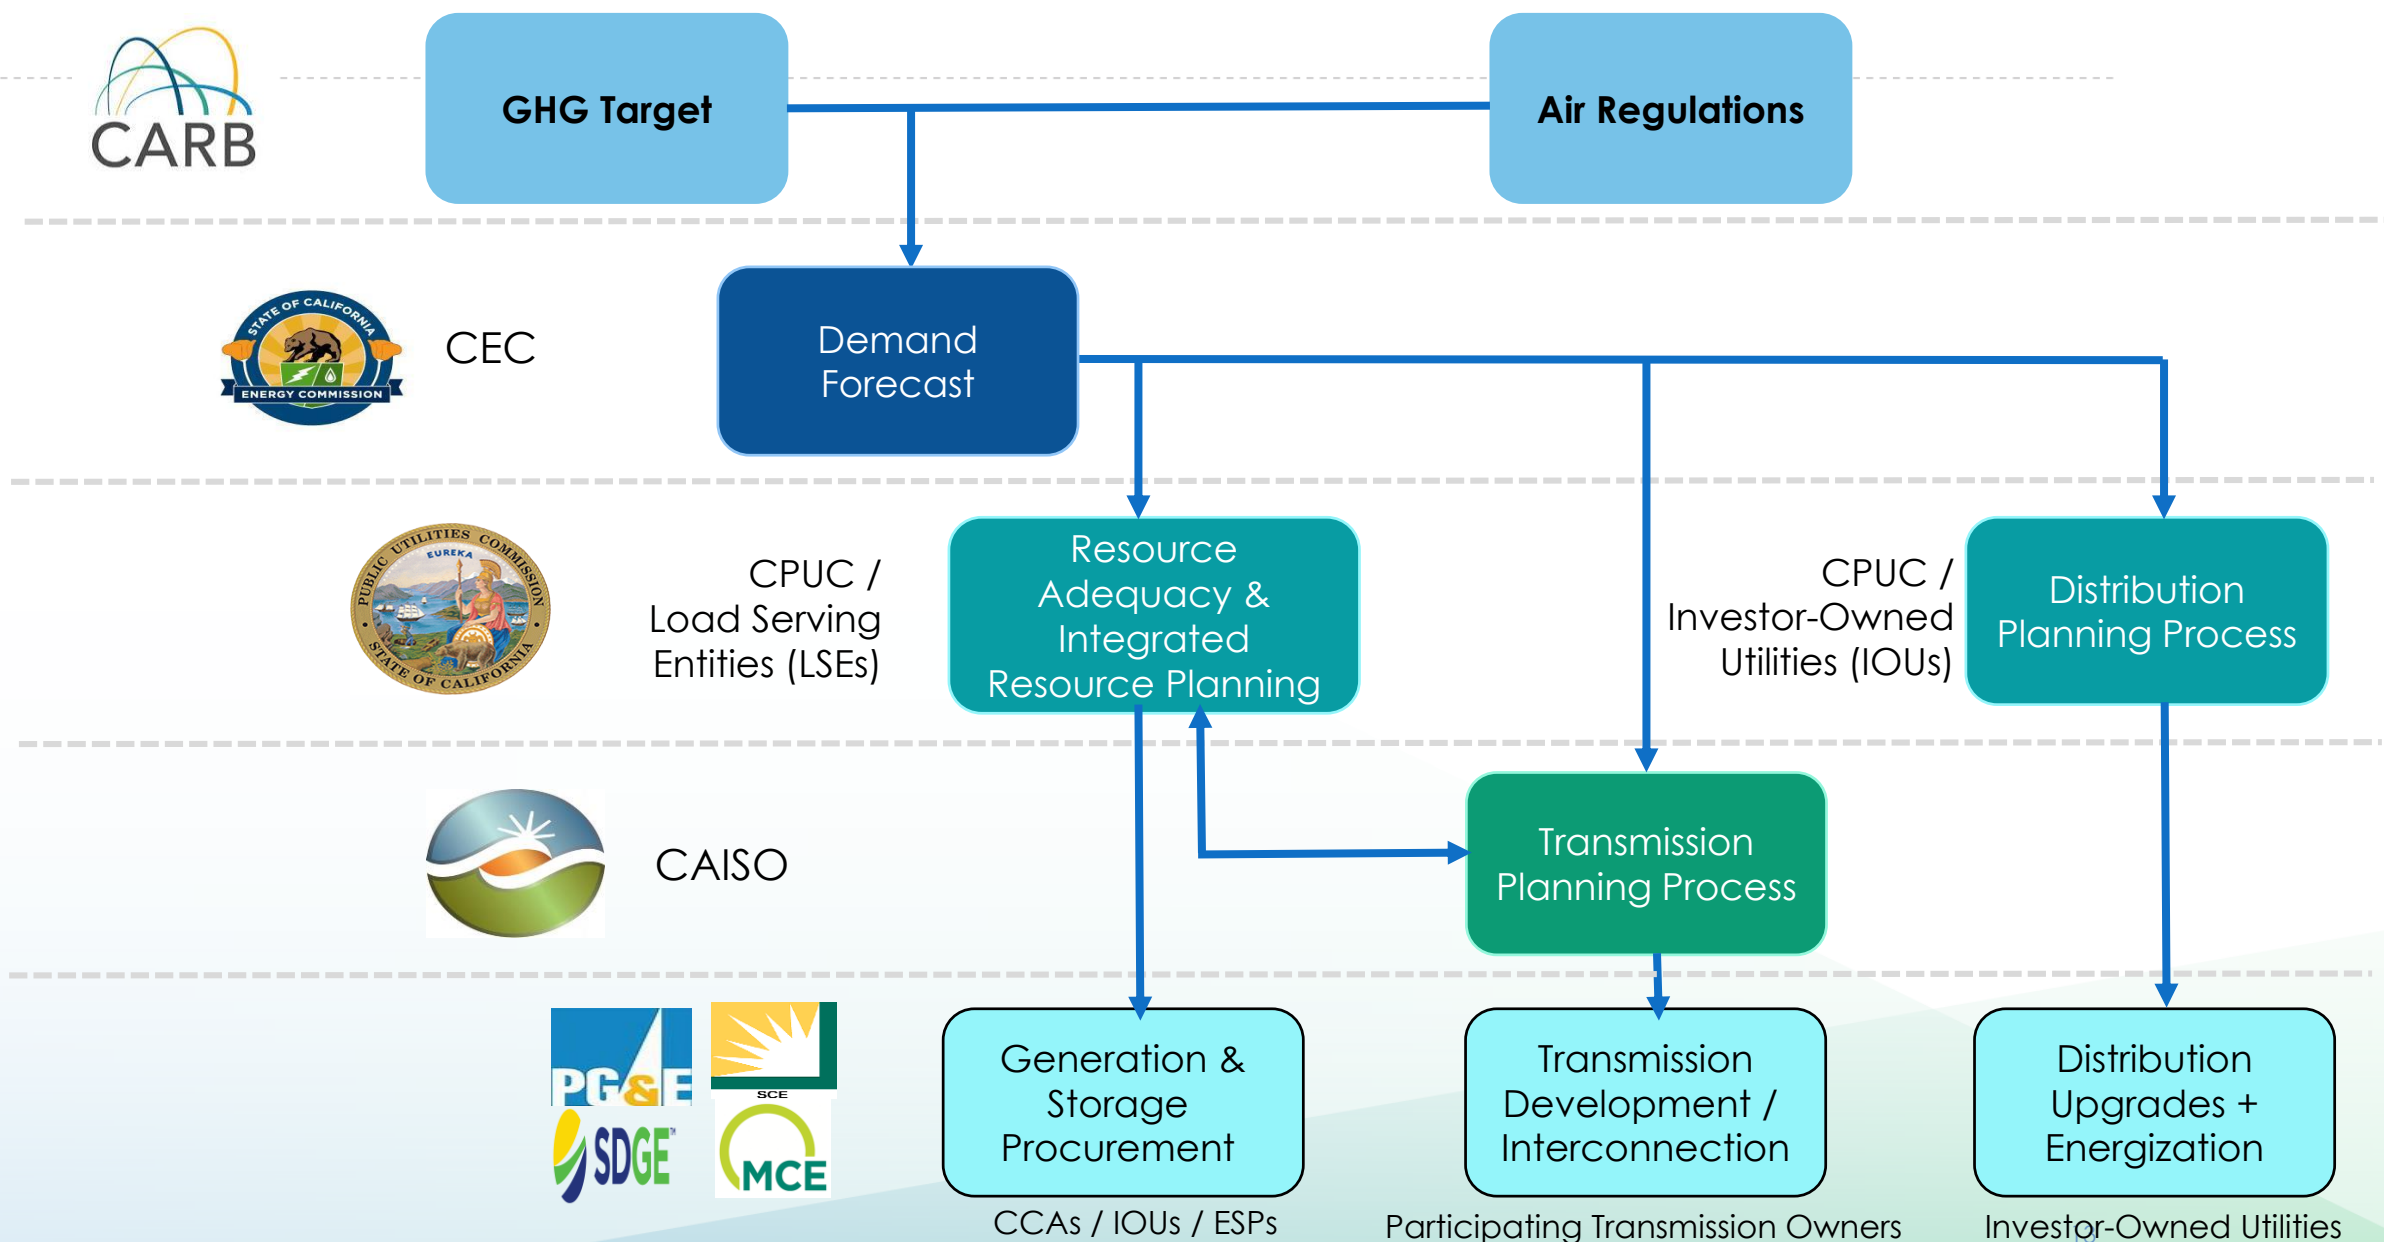 CARB
GHG Target
Air Regulations
STATE OF CALIFORNIA
ENERGY COMMISSION
CEC
Demand
Forecast
PUBLIC UTILITIES COMMISSION
EUREKA
STATE OF CALIFORNIA
CPUC /
Load Serving
Entities (LSEs)
Resource
Adequacy &
Integrated
Resource Planning
CPUC /
Investor-Owned
Utilities (IOUs)
Distribution
Planning Process
CAISO
Transmission
Planning Process
PG&E
SCE
SDGE™
MCE
Generation &
Storage
Procurement
CCAs / IOUs / ESPs
Transmission
Development /
Interconnection
Participating Transmission Owners
Distribution
Upgrades +
Energization
Investor-Owned Utilities